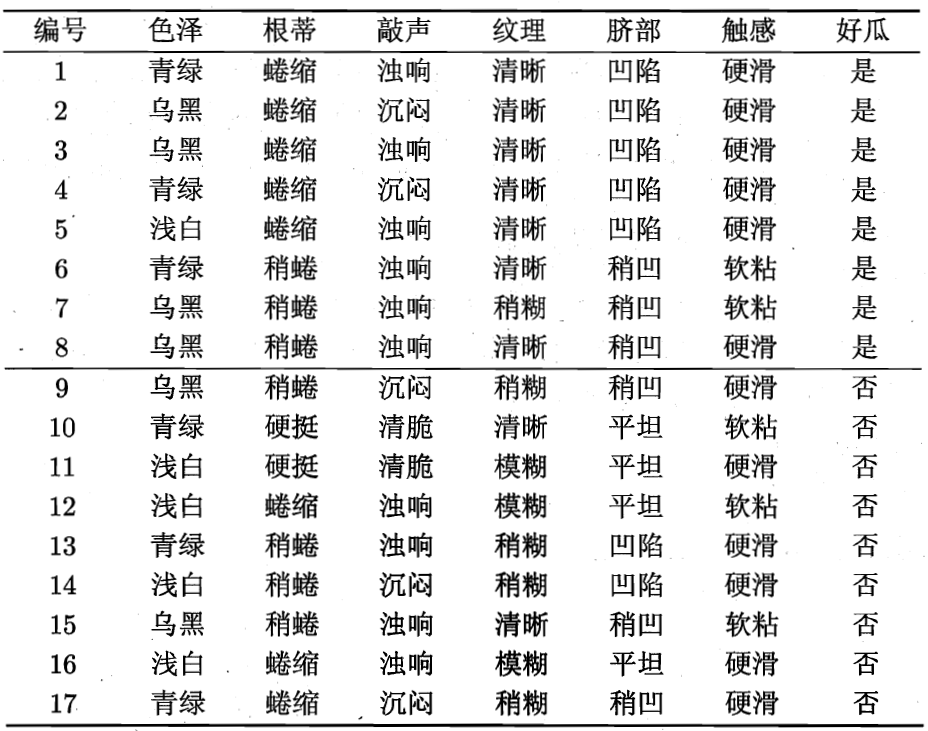 编号 色泽 根蒂 敲声 纹理 脐部 触感 好瓜
1 青绿 蜷缩 浊响 清晰 凹陷 硬滑 是
2 乌黑 蜷缩 沉闷 清晰 凹陷 硬滑 是
3 乌黑 蜷缩 浊响 清晰 凹陷 硬滑 是
4 青绿 蜷缩 沉闷 清晰 凹陷 硬滑 是
5 浅白 蜷缩 浊响 清晰 凹陷 硬滑 是
6 青绿 稍蜷 浊响 清晰 稍凹 软粘 是
7 乌黑 稍蜷 浊响 稍糊 稍凹 软粘 是
8 乌黑 稍蜷 浊响 清晰 稍凹 硬滑 是
9 乌黑 稍蜷 沉闷 稍糊 稍凹 硬滑 否
10 青绿 硬挺 清脆 清晰 平坦 软粘 否
11 浅白 硬挺 清脆 模糊 平坦 硬滑 否
12 浅白 蜷缩 浊响 模糊 平坦 软粘 否
13 青绿 稍蜷 浊响 稍糊 凹陷 硬滑 否
14 浅白 稍蜷 沉闷 稍糊 凹陷 硬滑 否
15 乌黑 稍蜷 浊响 清晰 稍凹 软粘 否
16 浅白 蜷缩 浊响 模糊 平坦 硬滑 否
17 青绿 蜷缩 沉闷 稍糊 稍凹 硬滑 否